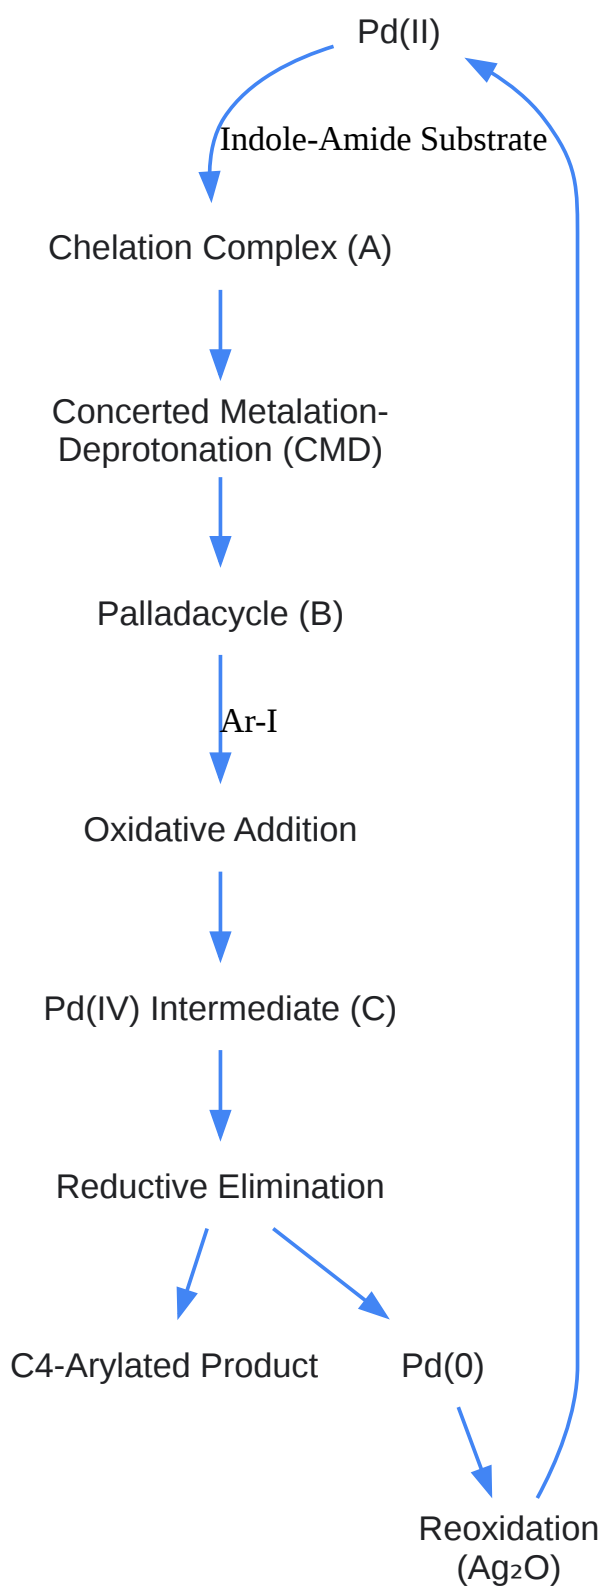 Pd(II)
Indole-Amide Substrate
Chelation Complex (A)
Concerted Metalation-
Deprotonation (CMD)
Palladacycle (B)
Ar-I
Oxidative Addition
Pd(IV) Intermediate (C)
Reductive Elimination
C4-Arylated Product
Pd(0)
Reoxidation
(Ag₂O)